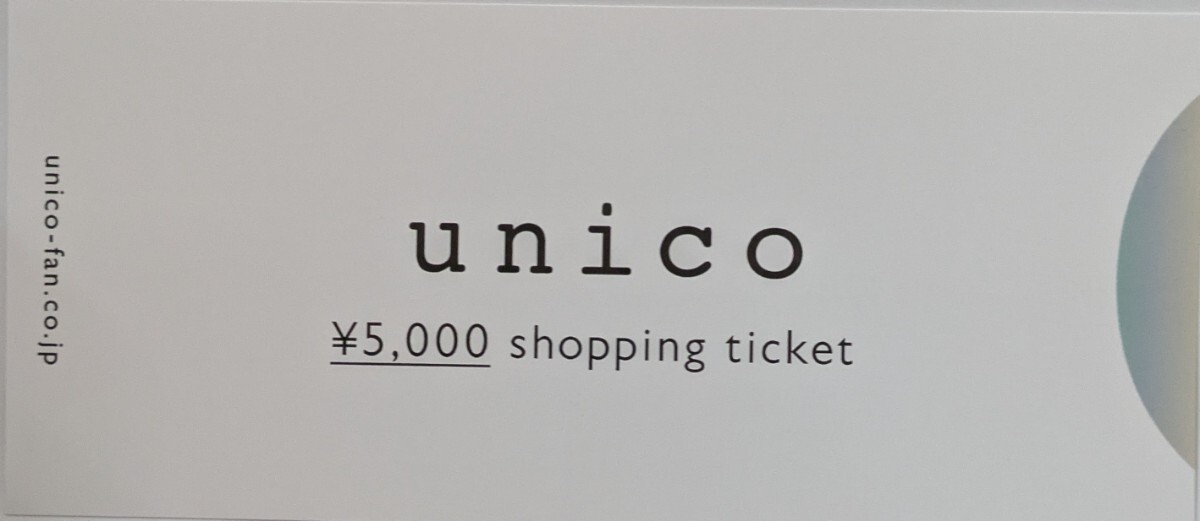 unico
¥5,000 shopping ticket
unico-fan.co.jp